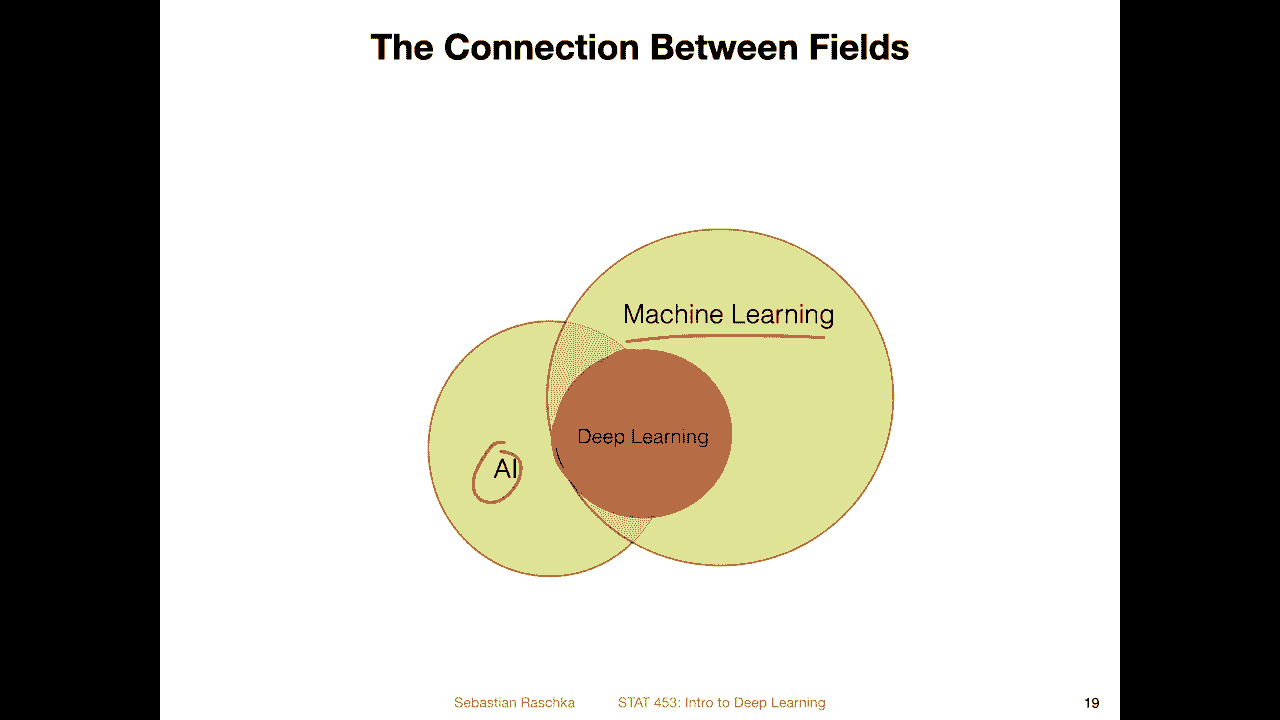 The Connection Between Fields
Machine Learning
Deep Learning
AI
Sebastian Raschka STAT 453: Intro to Deep Learning 19